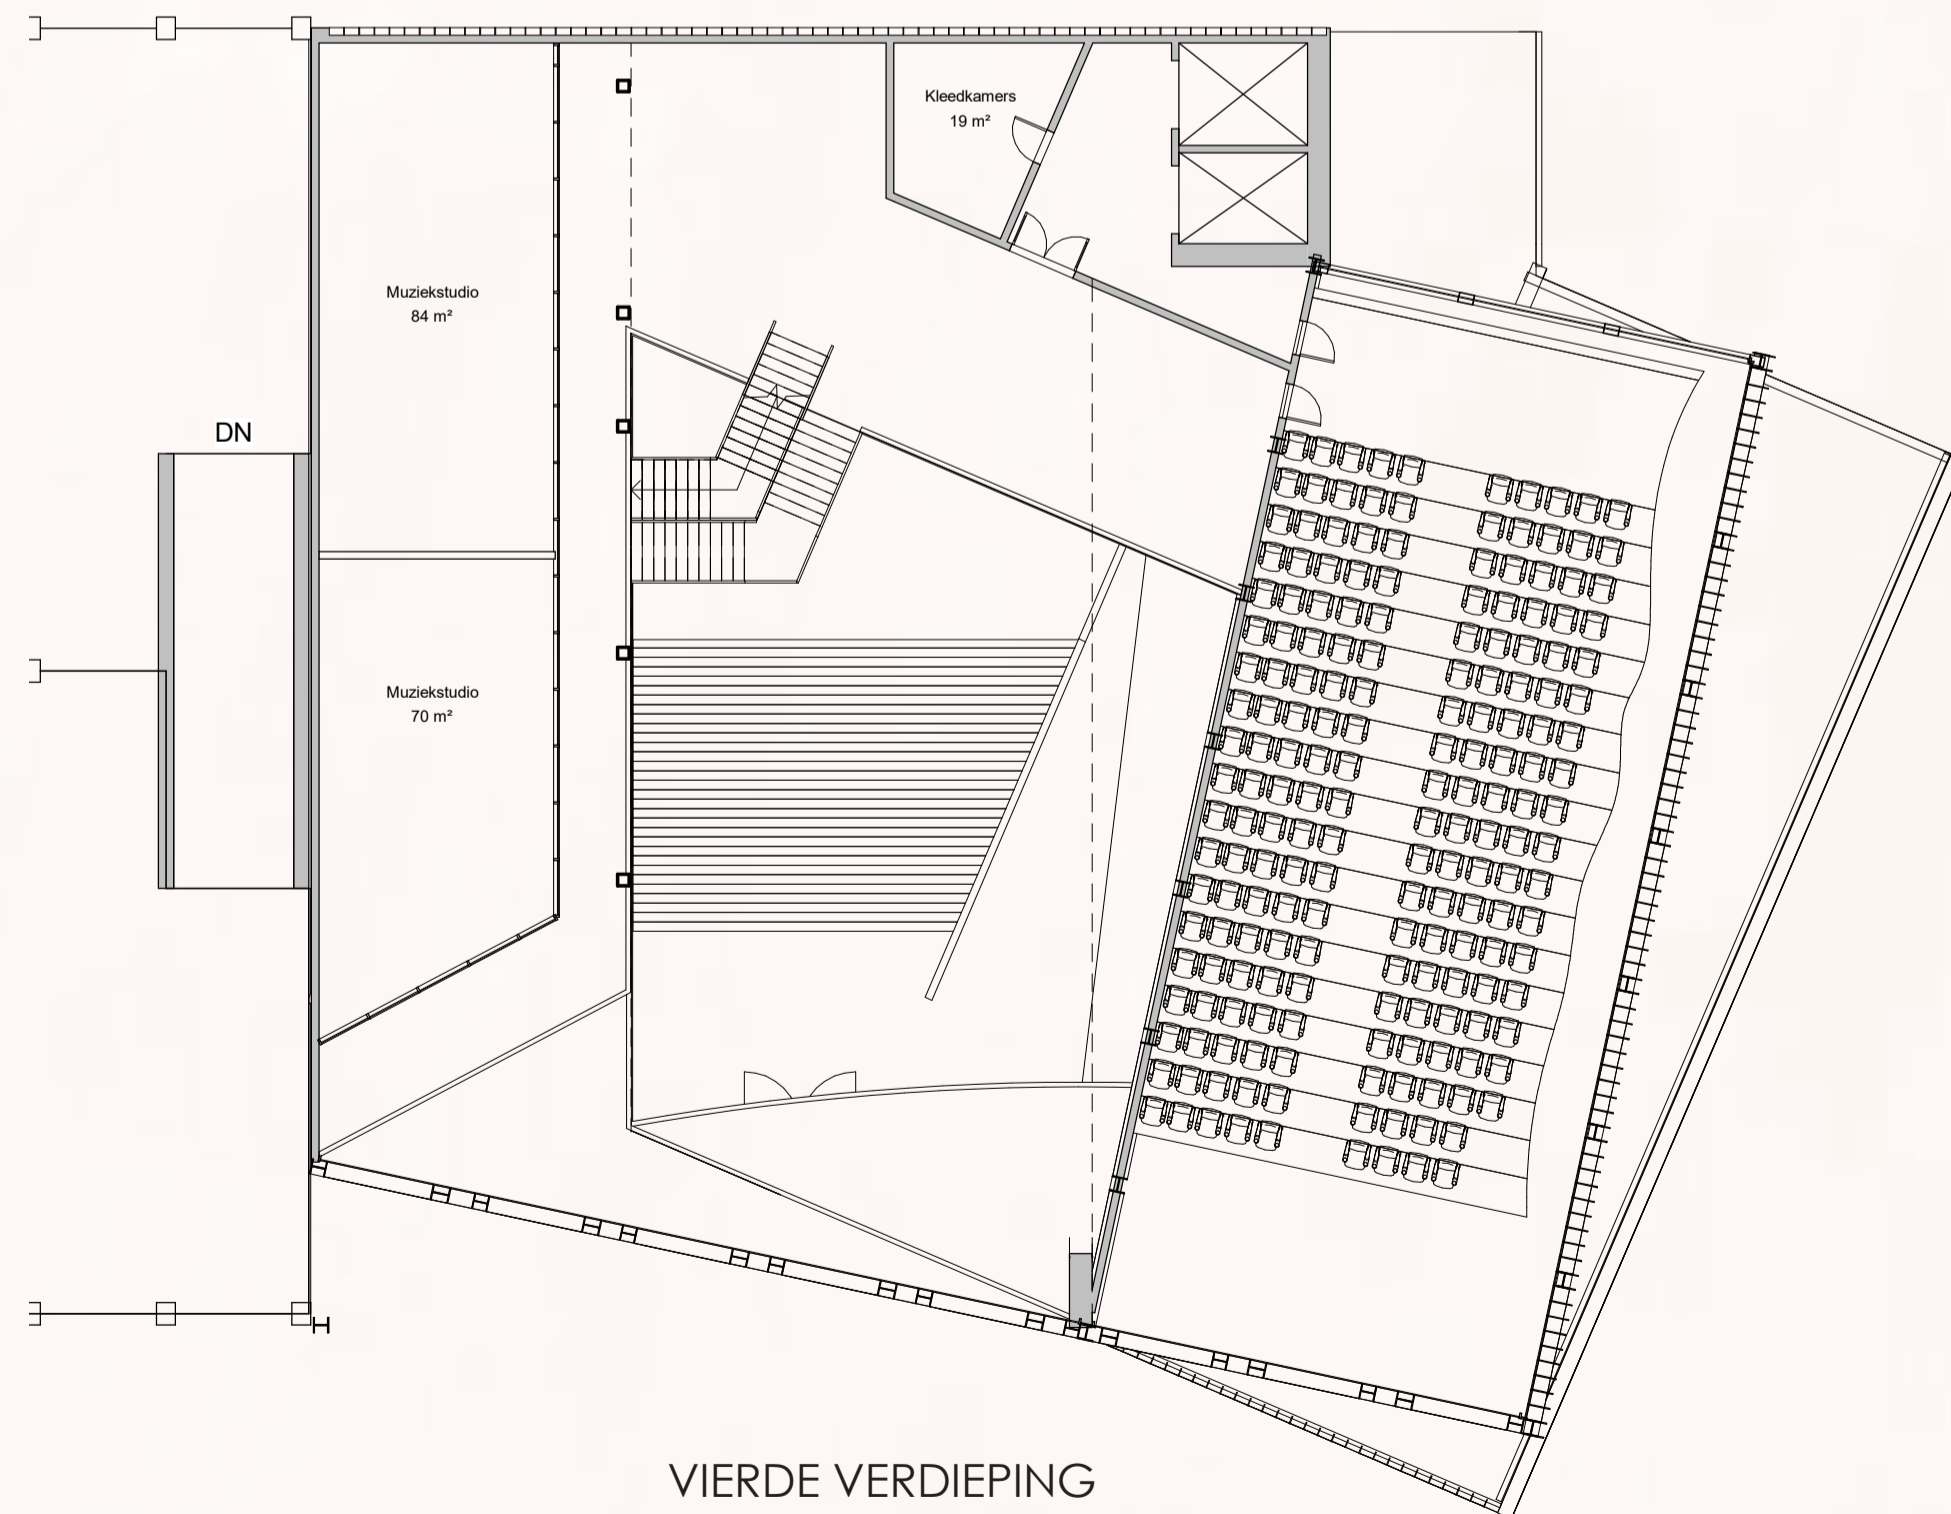 Kleedkamers
19 m²
Muziekstudio
84 m²
DN
Muziekstudio
70 m²
VIERDE VERDIEPING